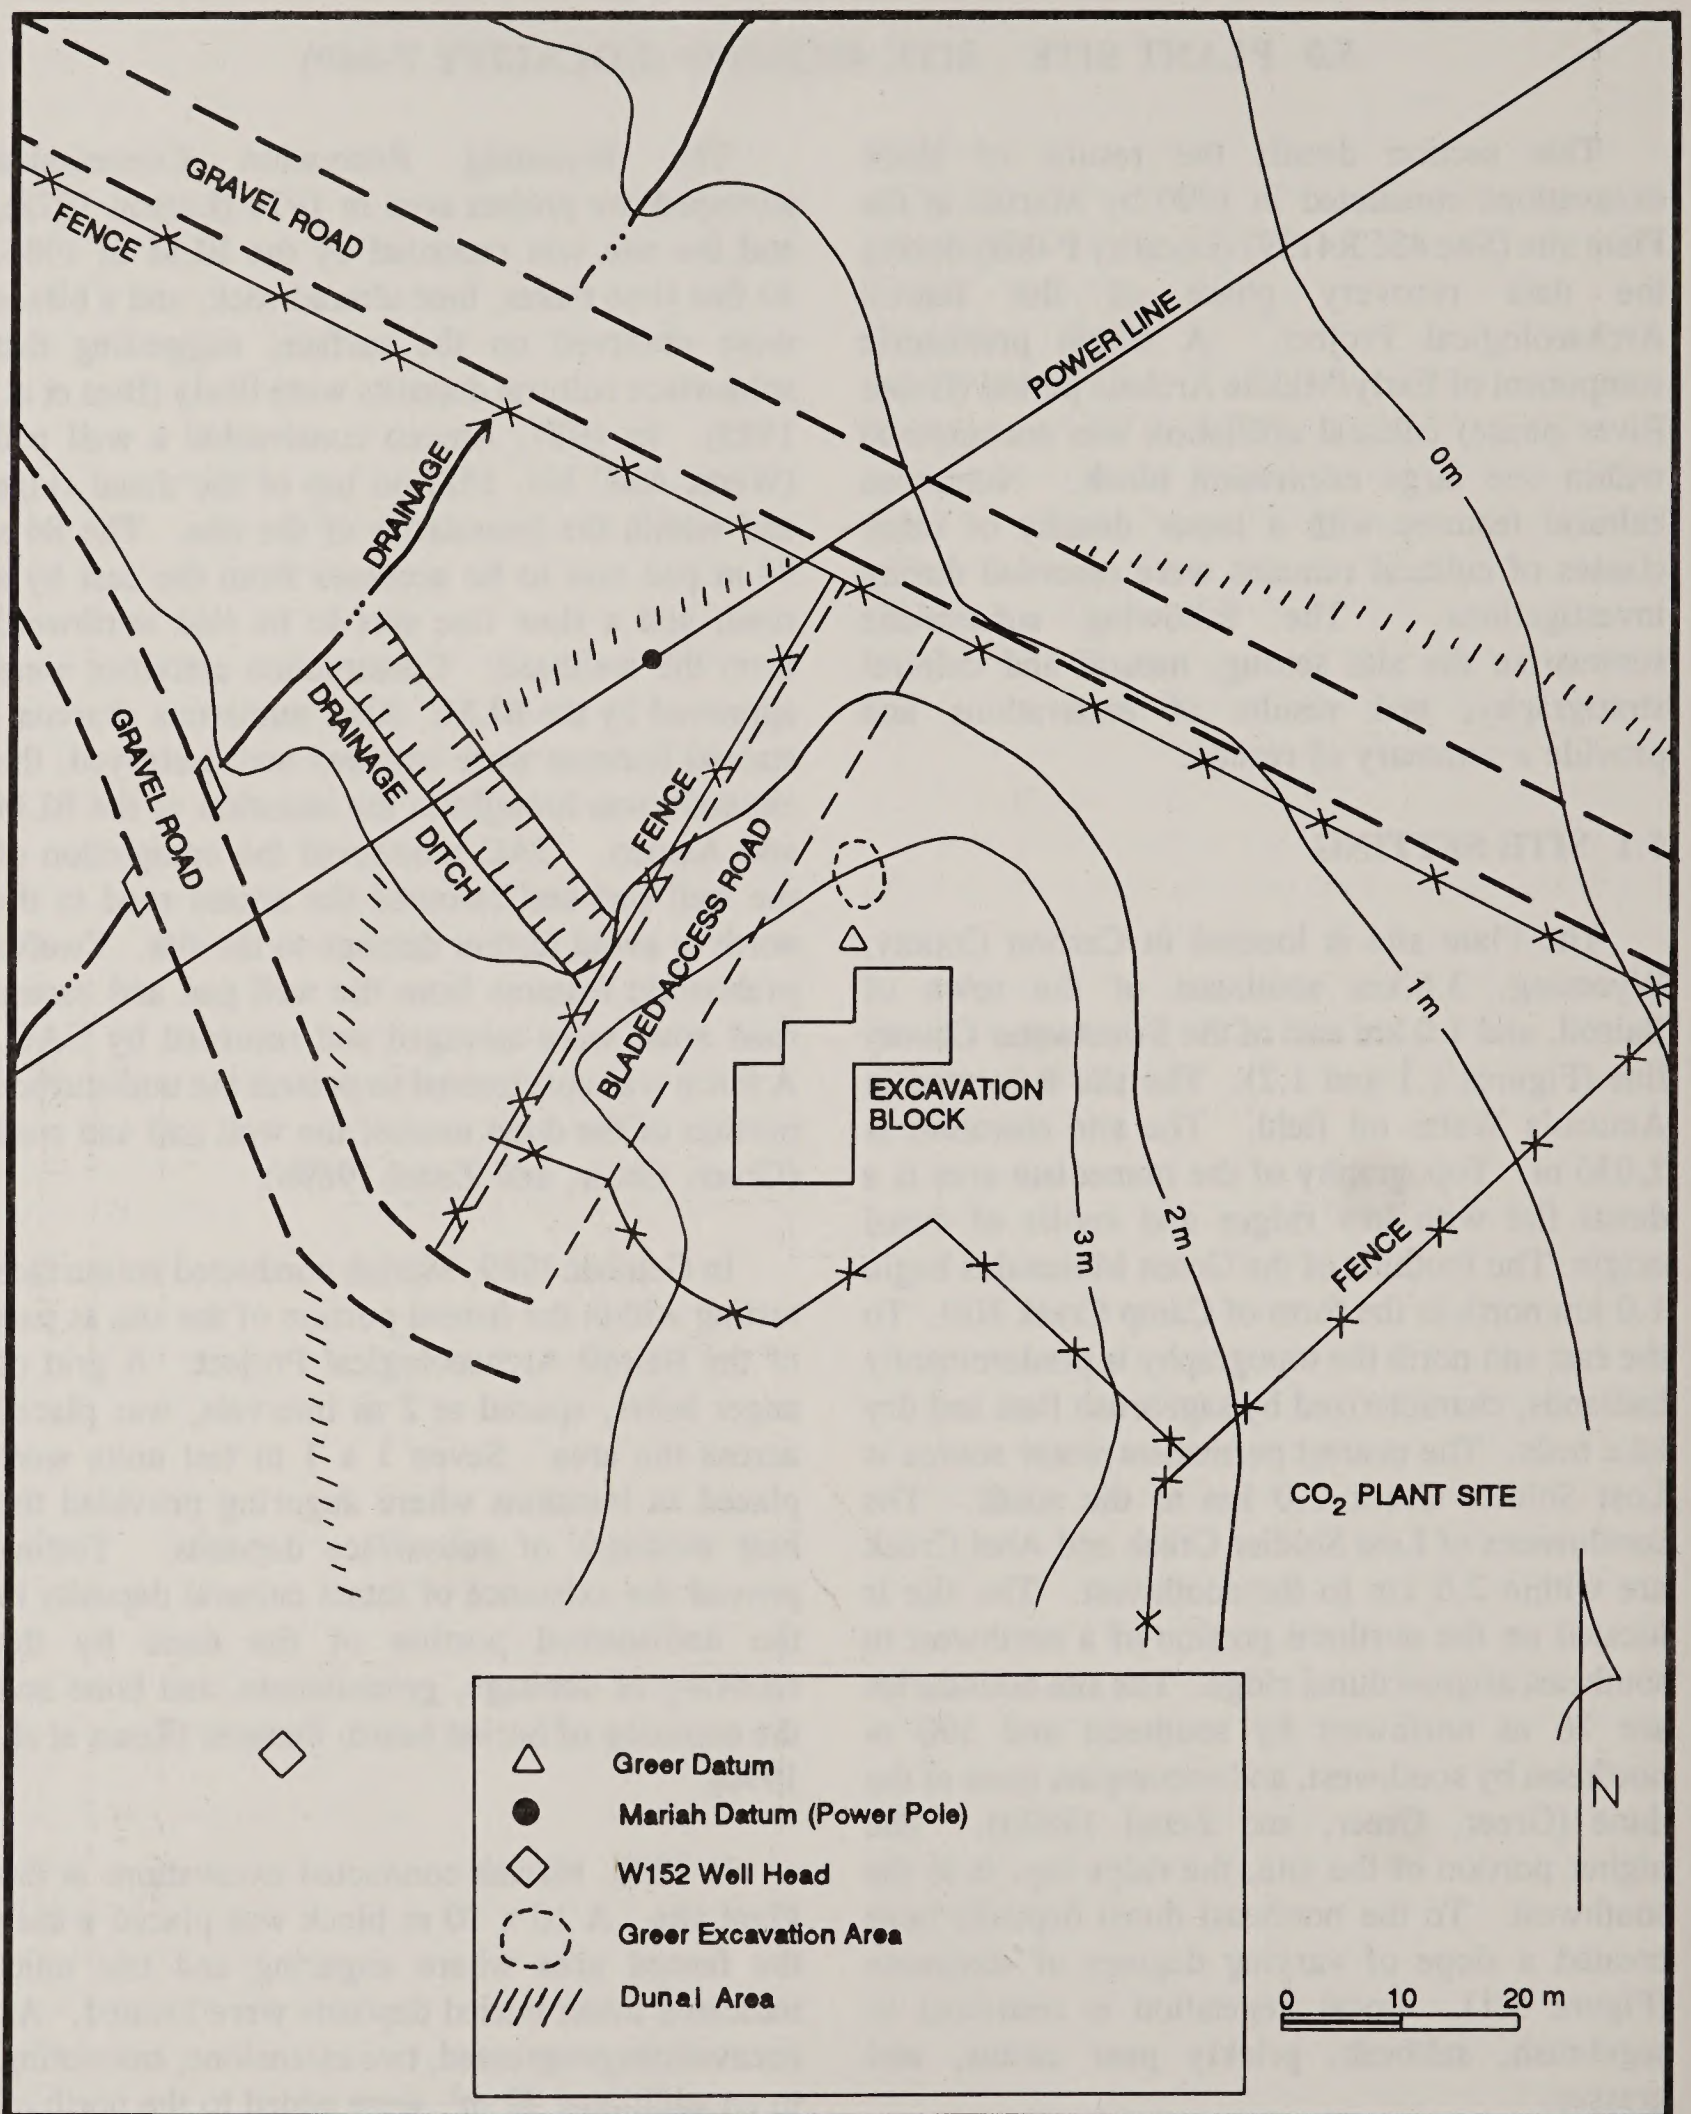 GRAVEL ROAD
FENCE
POWER LINE
0m
DRAINAGE
GRAVEL ROAD
DRAINAGE
DITCH
FENCE
BLADED ACCESS ROAD
1m
EXCAVATION
BLOCK
2m
3m
FENCE
CO₂ PLANT SITE
Greer Datum
Mariah Datum (Power Pole)
W152 Well Head
Greer Excavation Area
Dunal Area
N
0 10 20 m